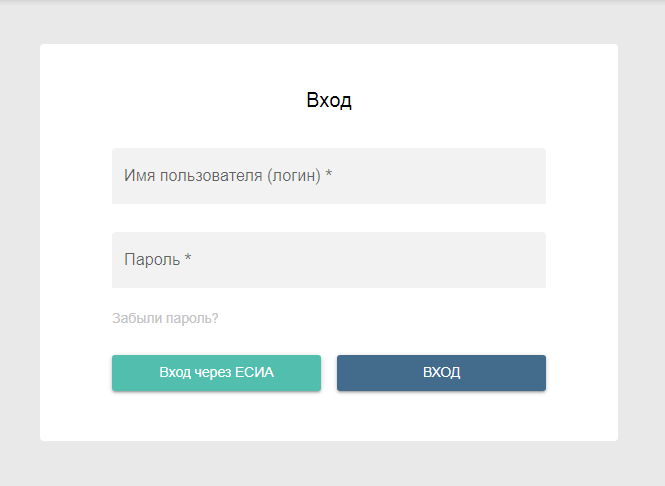 Вход
Имя пользователя (логин) *
Пароль *
Забыли пароль?
Вход через ЕСИА
ВХОД